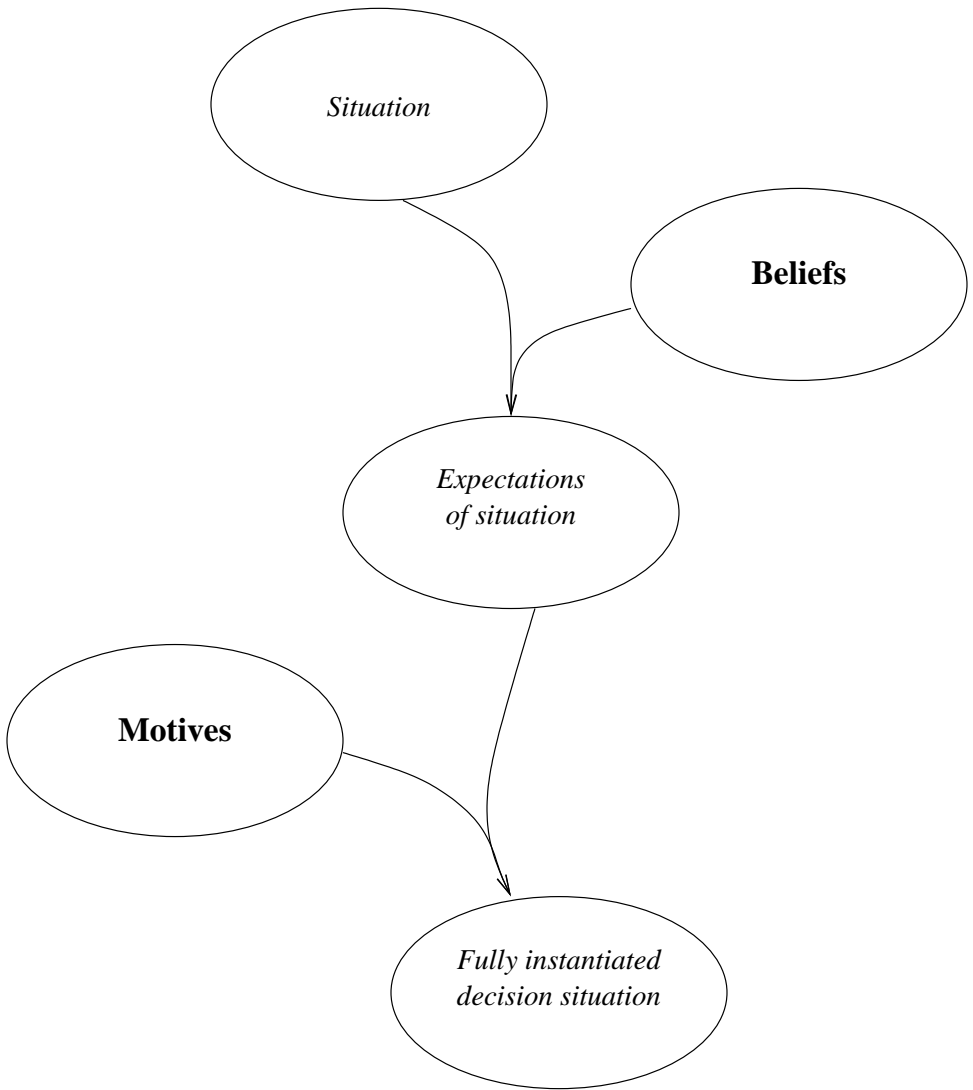 Situation
Beliefs
Expectations
of situation
Motives
Fully instantiated
decision situation